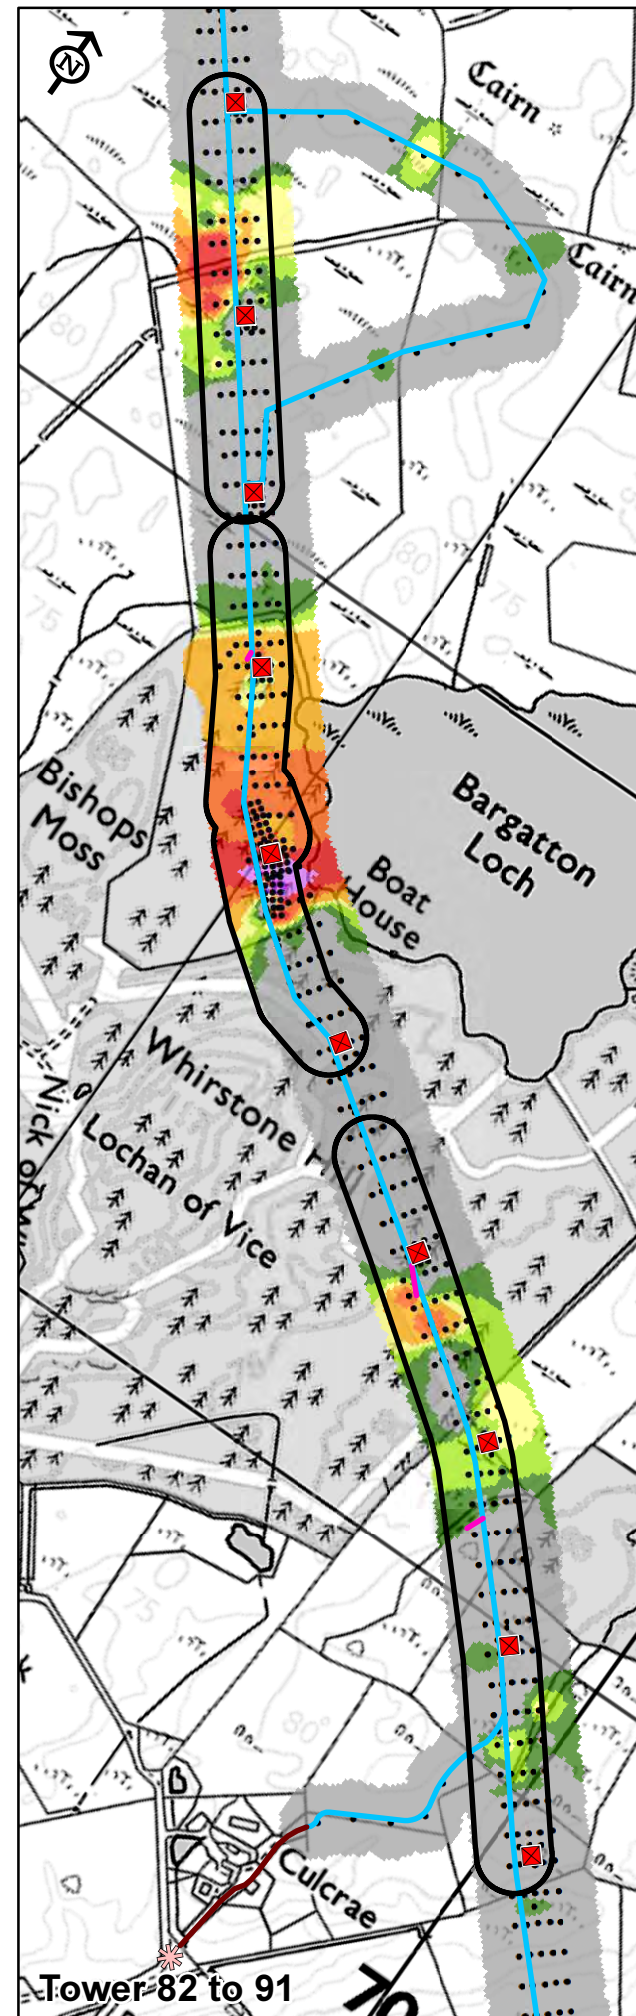 N
Cairn
Cairn
80
80
75
75
Bishops
Moss
Bargatton
Loch
Boat
House
Whirstone Hill
Nick of
Lochan of Vice
75
80
Culcrae
70
Tower 82 to 91